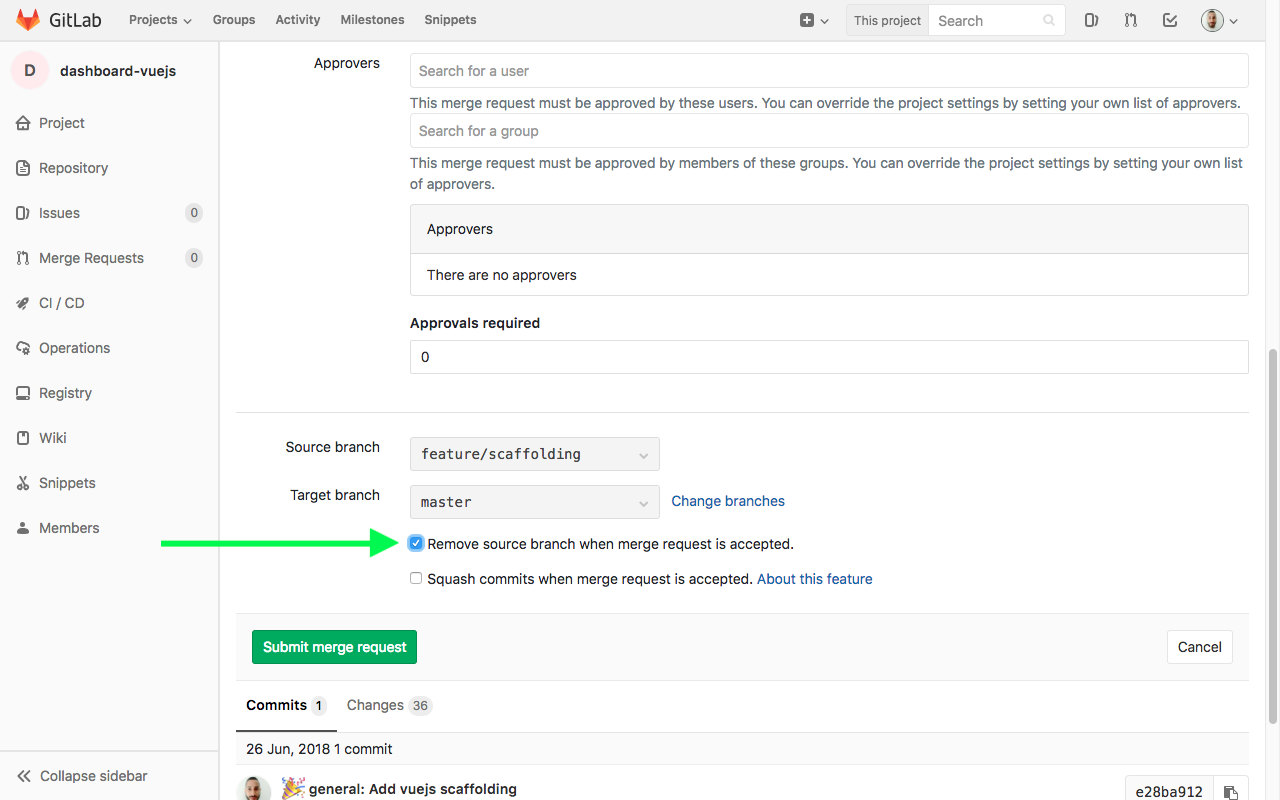 GitLab Projects Groups Activity Milestones Snippets This project Search
D dashboard-vuejs
Project
Repository
Issues 0
Merge Requests 0
CI / CD
Operations
Registry
Wiki
Snippets
Members
Collapse sidebar
Approvers
Search for a user
This merge request must be approved by these users. You can override the project settings by setting your own list of approvers.
Search for a group
This merge request must be approved by members of these groups. You can override the project settings by setting your own list
of approvers.
Approvers
There are no approvers
Approvals required
0
Source branch feature/scaffolding
Target branch master Change branches
Remove source branch when merge request is accepted.
Squash commits when merge request is accepted. About this feature
Submit merge request Cancel
Commits 1 Changes 36
26 Jun, 2018 1 commit
general: Add vuejs scaffolding e28ba912